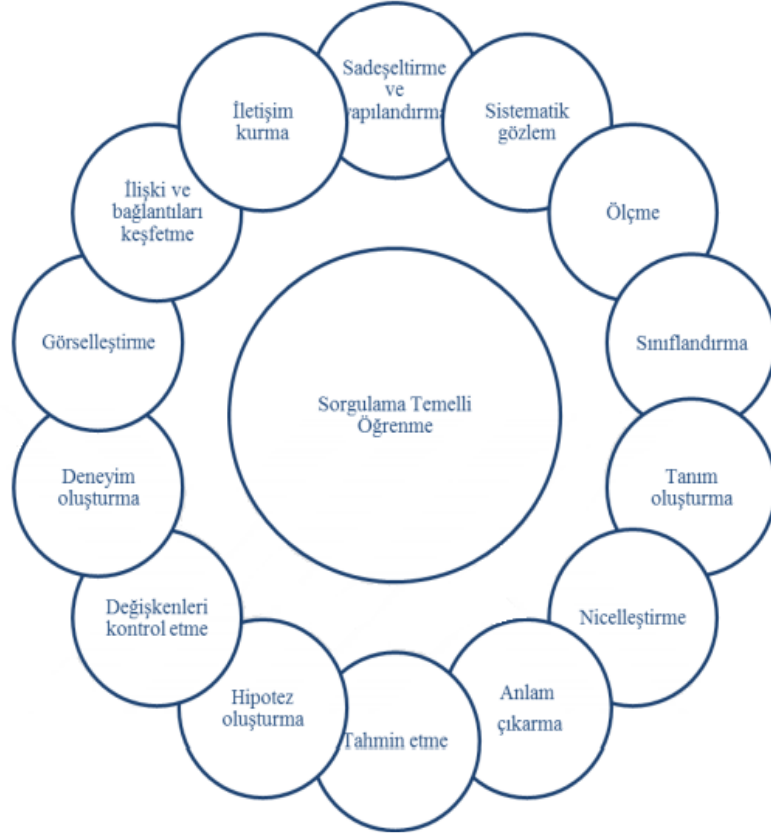 Sadeşeltirme
ve
yapılandırma
Sistematik
gözlem
Ölçme
Sınıflandırma
Tanım
oluşturma
Nicelleştirme
Anlam
çıkarma
Tahmin etme
Hipotez
oluşturma
Değişkenleri
kontrol etme
Deneyim
oluşturma
Görselleştirme
İlişki ve
bağlantıları
keşfetme
İletişim
kurma
Sorgulama Temelli
Öğrenme